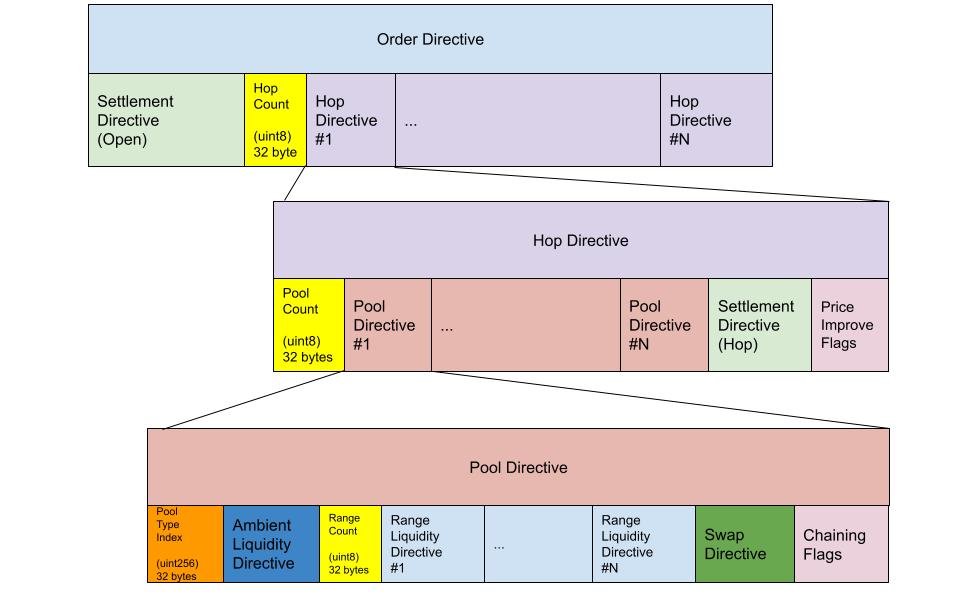 Order Directive
Settlement
Directive
(Open)
Hop
Count
(uint8)
32 byte
Hop
Directive
#1
...
Hop
Directive
#N
Hop Directive
Pool
Count
(uint8)
32 bytes
Pool
Directive
#1
...
Pool
Directive
#N
Settlement
Directive
(Hop)
Price
Improve
Flags
Pool Directive
Pool
Type
Index
(uint256)
32 bytes
Ambient
Liquidity
Directive
Range
Count
(uint8)
32 bytes
Range
Liquidity
Directive
#1
...
Range
Liquidity
Directive
#N
Swap
Directive
Chaining
Flags